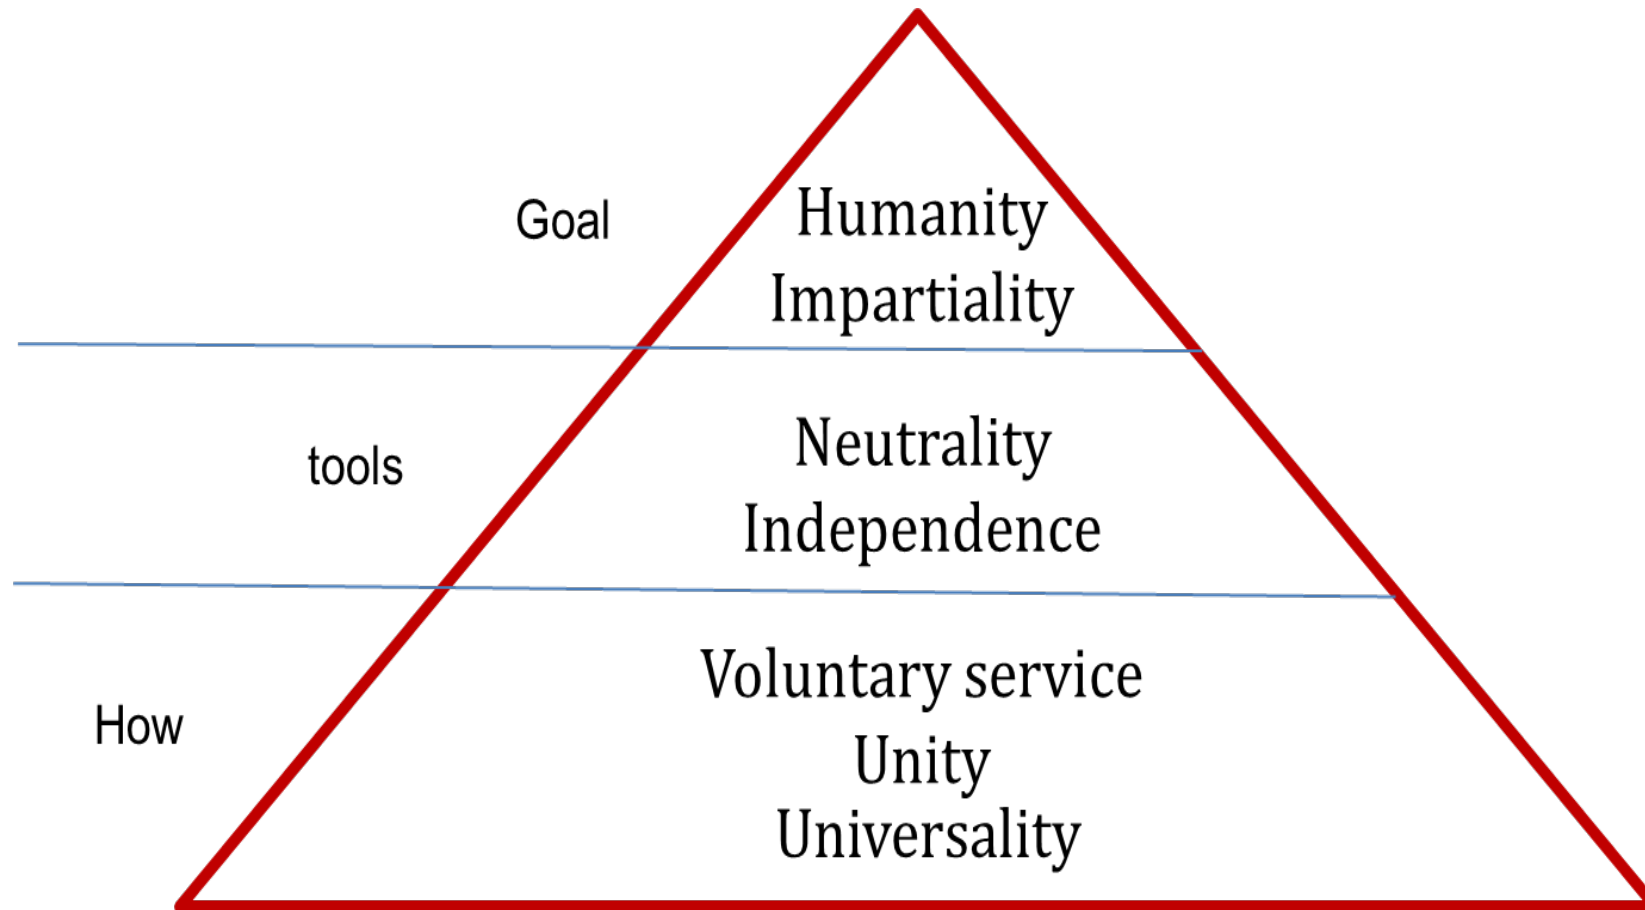 Goal
Humanity
Impartiality
tools
Neutrality
Independence
How
Voluntary service
Unity
Universality